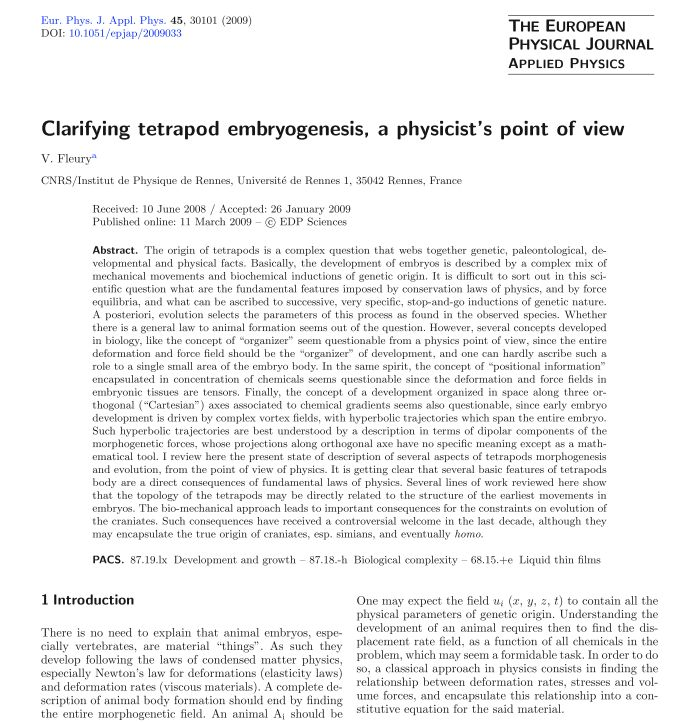 Eur. Phys. J. Appl. Phys. 45, 30101 (2009)
DOI: 10.1051/epjap/2009033
THE EUROPEAN
PHYSICAL JOURNAL
APPLIED PHYSICS
Clarifying tetrapod embryogenesis, a physicist's point of view
V. Fleuryᵃ
CNRS/Institut de Physique de Rennes, Université de Rennes 1, 35042 Rennes, France
Received: 10 June 2008 / Accepted: 26 January 2009
Published online: 11 March 2009 – © EDP Sciences
Abstract. The origin of tetrapods is a complex question that webs together genetic, paleontological, de-
velopmental and physical facts. Basically, the development of embryos is described by a complex mix of
mechanical movements and biochemical inductions of genetic origin. It is difficult to sort out in this sci-
entific question what are the fundamental features imposed by conservation laws of physics, and by force
equilibria, and what can be ascribed to successive, very specific, stop-and-go inductions of genetic nature.
A posteriori, evolution selects the parameters of this process as found in the observed species. Whether
there is a general law to animal formation seems out of the question. However, several concepts developed
in biology, like the concept of “organizer” seem questionable from a physics point of view, since the entire
deformation and force field should be the “organizer” of development, and one can hardly ascribe such a
role to a single small area of the embryo body. In the same spirit, the concept of “positional information”
encapsulated in concentration of chemicals seems questionable since the deformation and force fields in
embryonic tissues are tensors. Finally, the concept of a development organized in space along three or-
thogonal (“Cartesian”) axes associated to chemical gradients seems also questionable, since early embryo
development is driven by complex vortex fields, with hyperbolic trajectories which span the entire embryo.
Such hyperbolic trajectories are best understood by a description in terms of dipolar components of the
morphogenetic forces, whose projections along orthogonal axe have no specific meaning except as a math-
ematical tool. I review here the present state of description of several aspects of tetrapods morphogenesis
and evolution, from the point of view of physics. It is getting clear that several basic features of tetrapods
body are a direct consequences of fundamental laws of physics. Several lines of work reviewed here show
that the topology of the tetrapods may be directly related to the structure of the earliest movements in
embryos. The bio-mechanical approach leads to important consequences for the constraints on evolution of
the craniates. Such consequences have received a controversial welcome in the last decade, although they
may encapsulate the true origin of craniates, esp. simians, and eventually homo.
PACS. 87.19.lx Development and growth – 87.18.-h Biological complexity – 68.15.+e Liquid thin films
1 Introduction
There is no need to explain that animal embryos, espe-
cially vertebrates, are material “things”. As such they
develop following the laws of condensed matter physics,
especially Newton's law for deformations (elasticity laws)
and deformation rates (viscous materials). A complete de-
scription of animal body formation should end by finding
the entire morphogenetic field. An animal Aᵢ should be
One may expect the field uᵢ (x, y, z, t) to contain all the
physical parameters of genetic origin. Understanding the
development of an animal requires then to find the dis-
placement rate field, as a function of all chemicals in the
problem, which may seem a formidable task. In order to do
so, a classical approach in physics consists in finding the
relationship between deformation rates, stresses and vol-
ume forces, and encapsulate this relationship into a con-
stitutive equation for the said material.